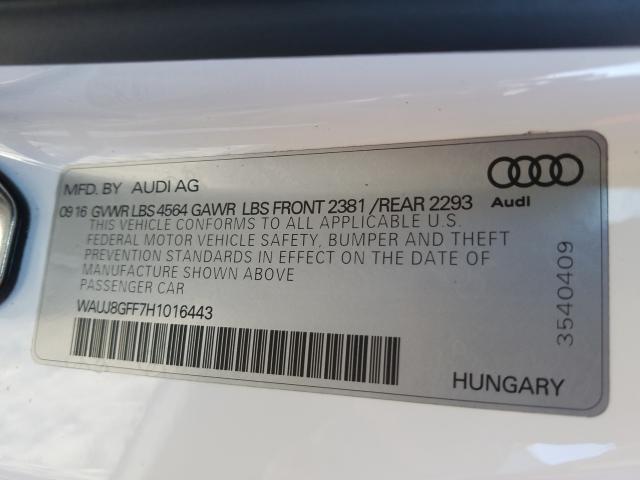 MFD. BY AUDI AG
09 16 GVWR LBS 4564 GAWR LBS FRONT 2381 / REAR 2293
THIS VEHICLE CONFORMS TO ALL APPLICABLE U.S.
FEDERAL MOTOR VEHICLE SAFETY, BUMPER AND THEFT
PREVENTION STANDARDS IN EFFECT ON THE DATE OF
MANUFACTURE SHOWN ABOVE
PASSENGER CAR
WAUJ8GFF7H1016443
Audi
3540409
HUNGARY